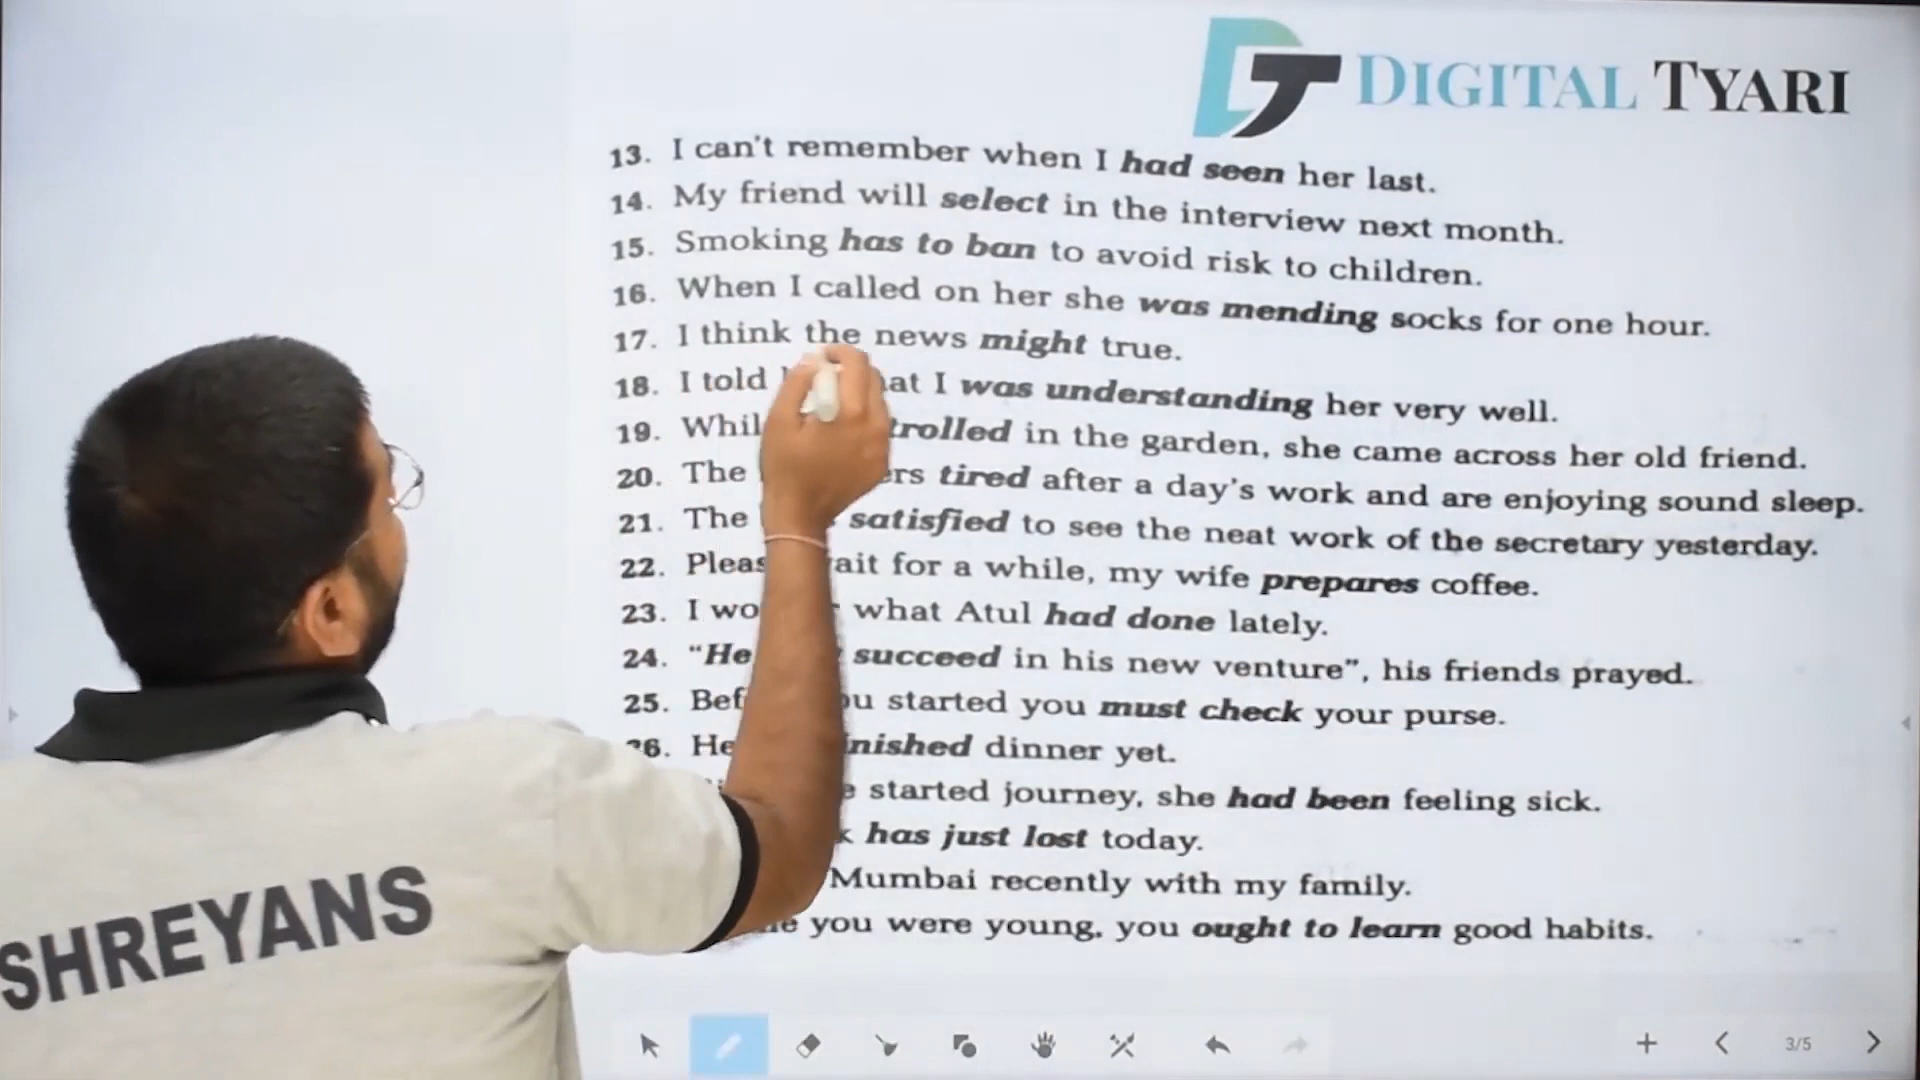 DT DIGITAL TYARI
13. I can't remember when I had seen her last.
14. My friend will select in the interview next month.
15. Smoking has to ban to avoid risk to children.
16. When I called on her she was mending socks for one hour.
17. I think the news might true.
18. I told at I was understanding her very well.
19. trolled in the garden, she came across her old friend.
20. The ers tired after a day's work and are enjoying sound sleep.
21. The satisfied to see the neat work of the secretary yesterday.
22. ait for a while, my wife prepares coffee.
23. I what Atul had done lately.
24. "He succeed in his new venture", his friends prayed.
25. started you must check your purse.
6. He nished dinner yet.
started journey, she had been feeling sick.
has just lost today.
Mumbai recently with my family.
you were young, you ought to learn good habits.
SHREYANS
3/5